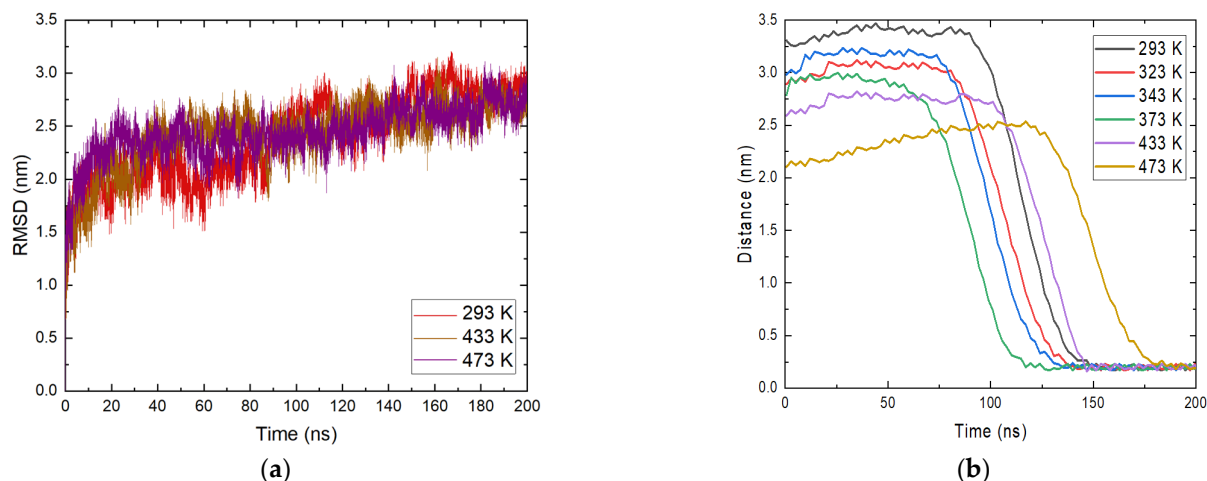 3.5
3.0
2.5
2.0
1.5
1.0
0.5
0.0
RMSD (nm)
293 K
433 K
473 K
0 20 40 60 80 100 120 140 160 180 200
Time (ns)
(a)
3.5
3.0
2.5
2.0
1.5
1.0
0.5
0.0
Distance (nm)
293 K
323 K
343 K
373 K
433 K
473 K
0 50 100 150 200
Time (ns)
(b)